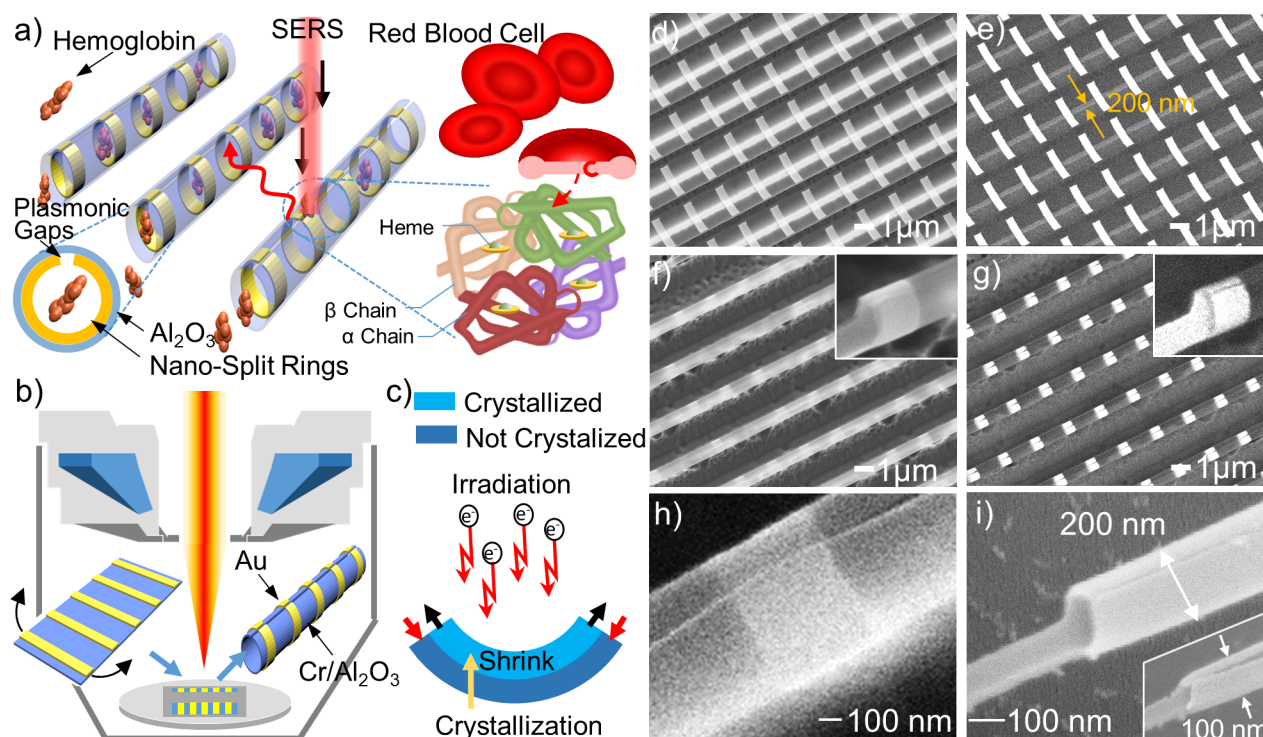 a)
Hemoglobin
SERS
Red Blood Cell
Plasmonic
Gaps
Heme
β Chain
α Chain
Al₂O₃
Nano-Split Rings
b)
Au
Cr/Al₂O₃
c)
Crystallized
Not Crystalized
Irradiation
e⁻
e⁻
e⁻
e⁻
Shrink
Crystallization
d)
1µm
e)
200 nm
1µm
f)
1µm
g)
1µm
h)
100 nm
i)
200 nm
100 nm
100 nm